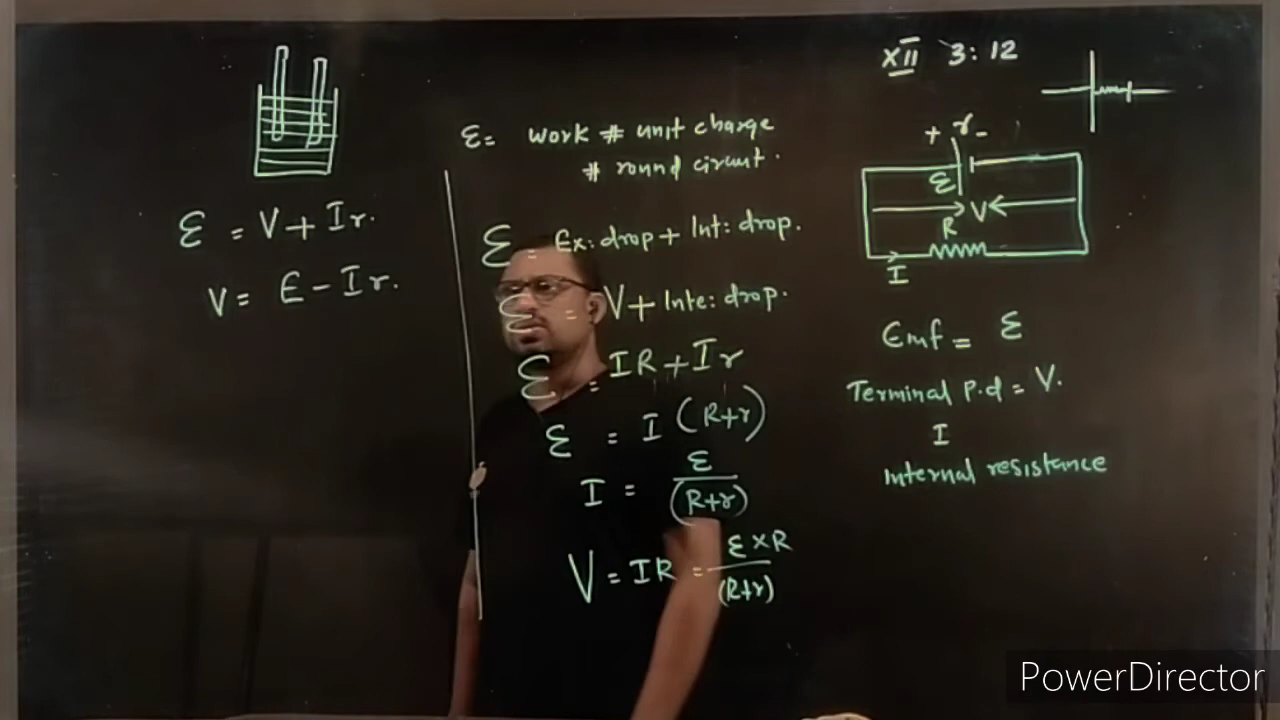 XII 3:12
ε = V + Ir.
V = E - Ir.
ε = work # unit charge
# round circuit.
ε = Ex: drop + Int: drop.
ε = V + Inte: drop.
ε = IR + Ir
ε = I (R+r)
I = ε / (R+r)
V = IR = ε × R / (R+r)
+ r -
ε
V
R
I
Emf = ε
Terminal P.d = V.
I
Internal resistance
PowerDirector